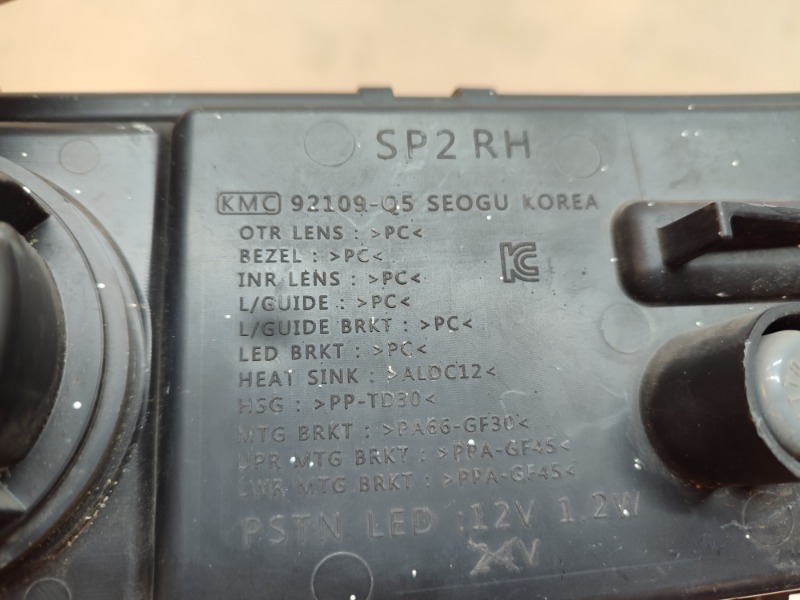 SP2 RH
KMC 92109-Q5 SEOGU KOREA
OTR LENS : >PC<
BEZEL : >PC<
INR LENS : >PC<
L/GUIDE : >PC<
L/GUIDE BRKT : >PC<
LED BRKT : >PC<
HEAT SINK : >ALDC12<
HSG : >PP-TD30<
MTG BRKT : >PA66-GF30<
UPR MTG BRKT : >PPA-GF45<
LWR MTG BRKT : >PPA-GF45<
PSTN LED :12V 1.2W